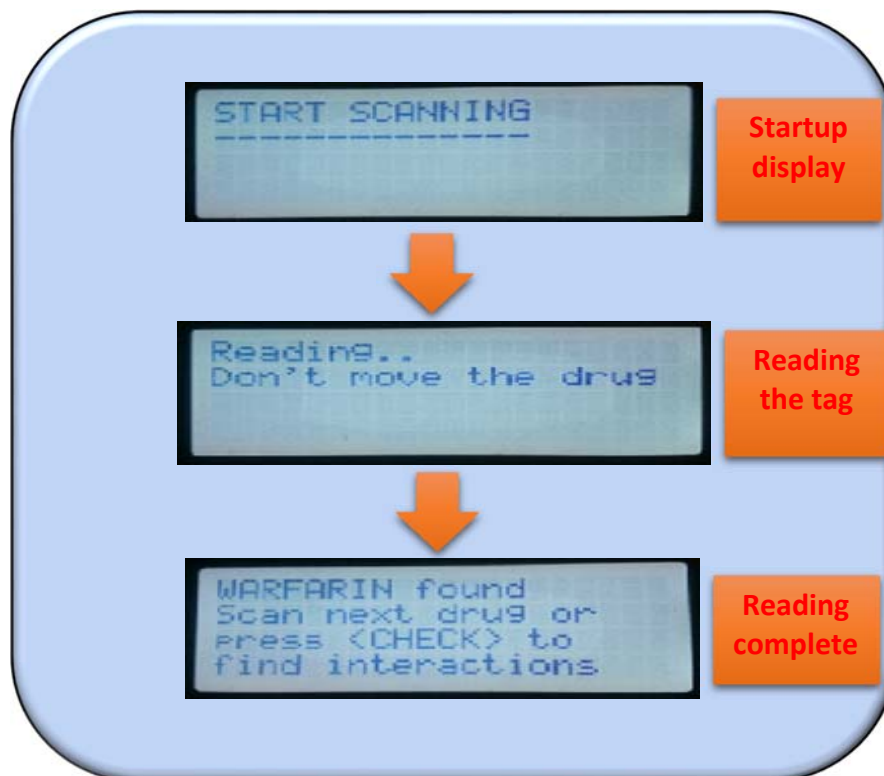 START SCANNING
--------------
Startup
display
Reading..
Don't move the drug
Reading
the tag
WARFARIN found
Scan next drug or
press <CHECK> to
find interactions
Reading
complete